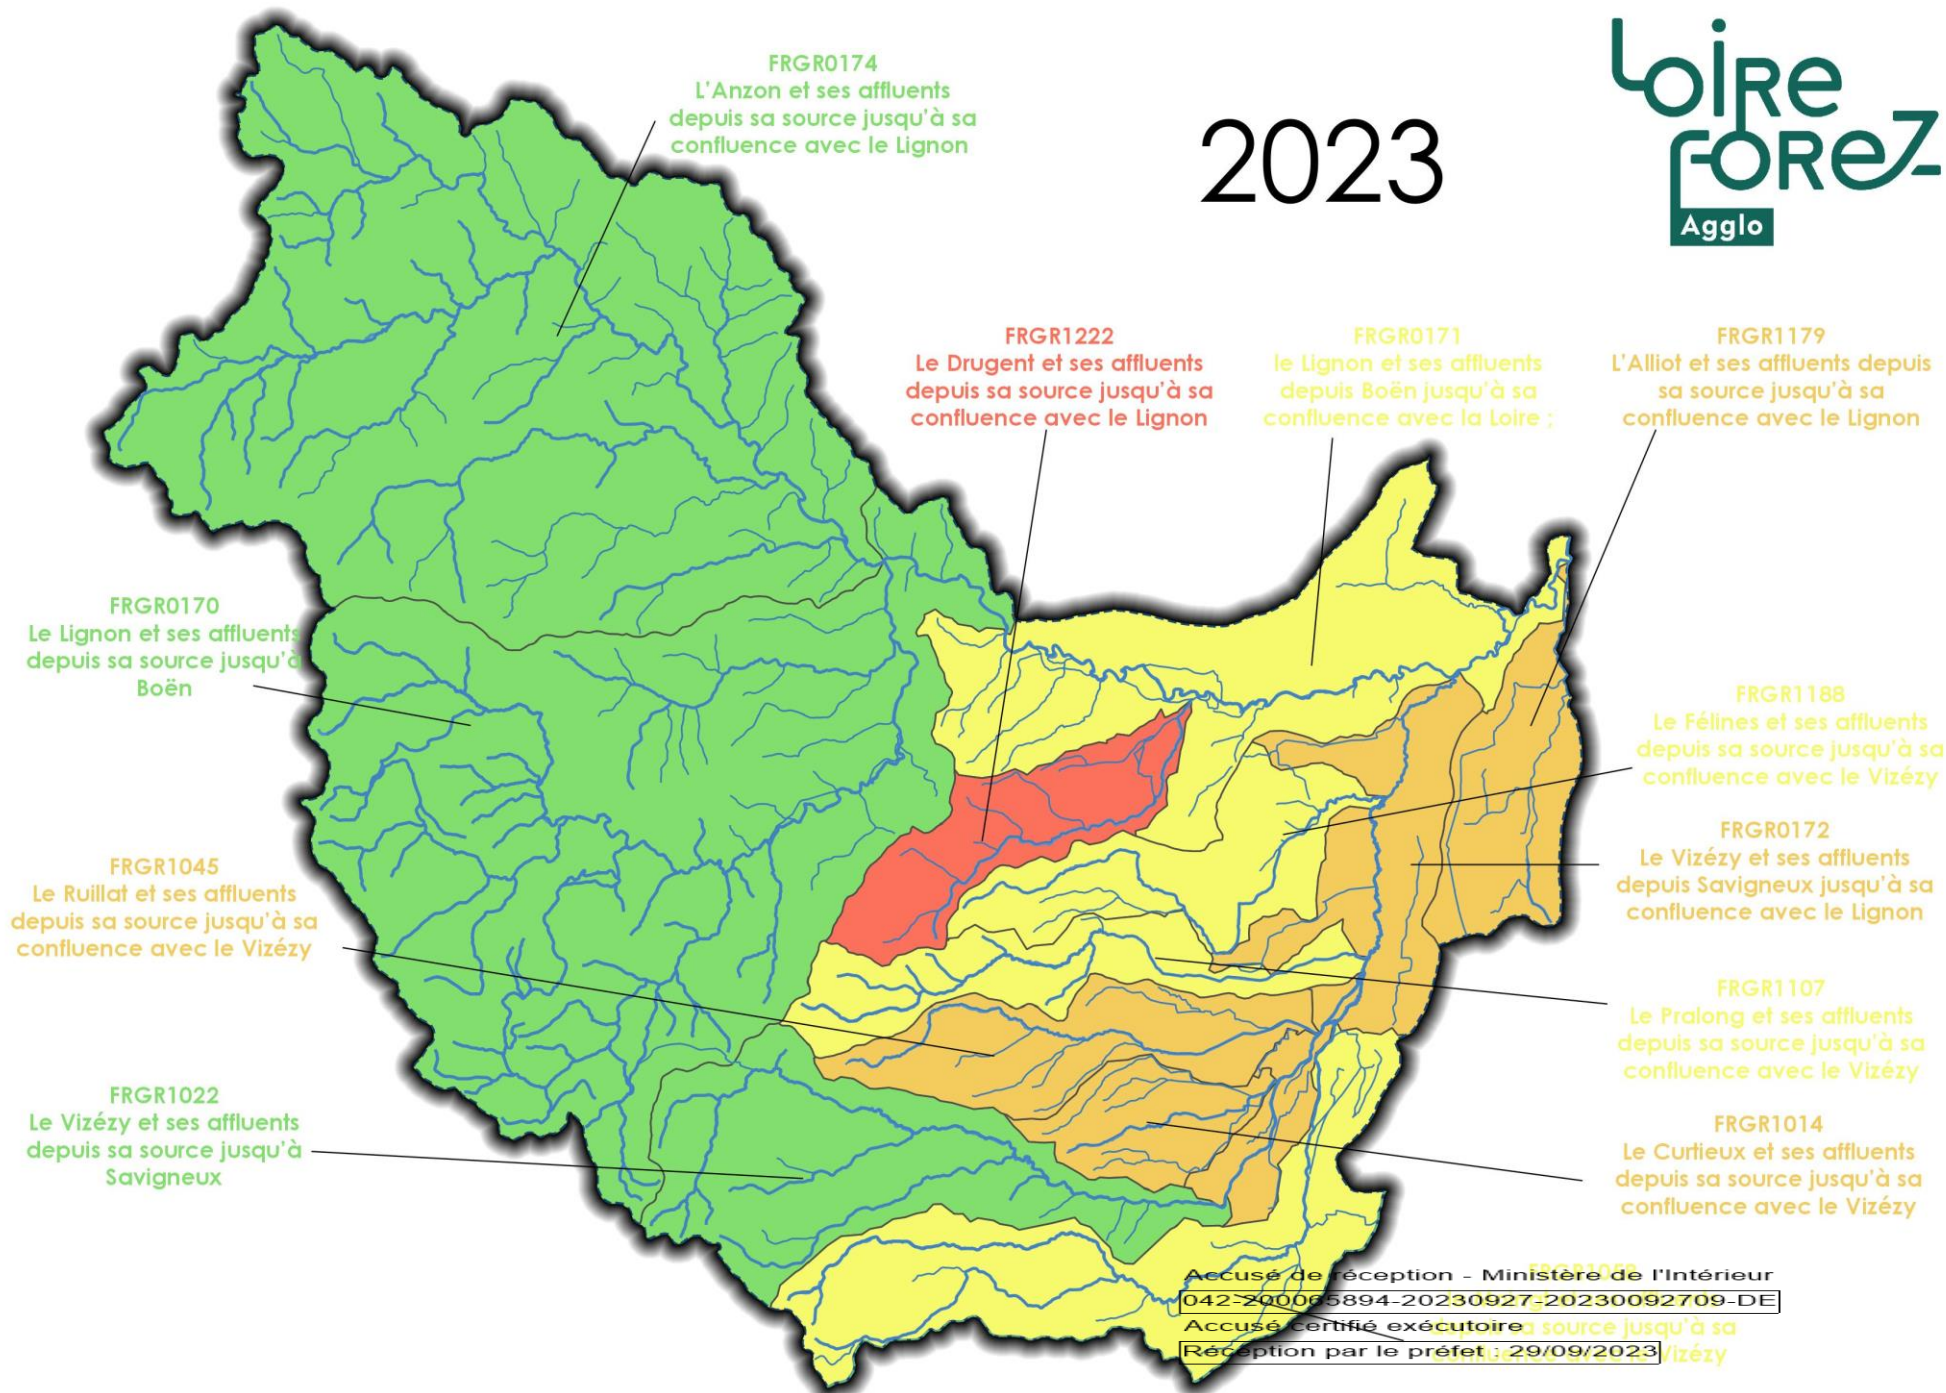 FRGR0174
L'Anzon et ses affluents
depuis sa source jusqu'à sa
confluence avec le Lignon
2023
LOIRE
FOREZ
Agglo
FRGR1222
Le Drugent et ses affluents
depuis sa source jusqu'à sa
confluence avec le Lignon
FRGR0171
le Lignon et ses affluents
depuis Boën jusqu'à sa
confluence avec la Loire ;
FRGR1179
L'Alliot et ses affluents depuis
sa source jusqu'à sa
confluence avec le Lignon
FRGR0170
Le Lignon et ses affluents
depuis sa source jusqu'à
Boën
FRGR1188
Le Félines et ses affluents
depuis sa source jusqu'à sa
confluence avec le Vizézy
FRGR0172
Le Vizézy et ses affluents
depuis Savigneux jusqu'à sa
confluence avec le Lignon
FRGR1045
Le Ruillat et ses affluents
depuis sa source jusqu'à sa
confluence avec le Vizézy
FRGR1107
Le Pralong et ses affluents
depuis sa source jusqu'à sa
confluence avec le Vizézy
FRGR1022
Le Vizézy et ses affluents
depuis sa source jusqu'à
Savigneux
FRGR1014
Le Curtieux et ses affluents
depuis sa source jusqu'à sa
confluence avec le Vizézy
Accusé de réception - Ministère de l'Intérieur
042-200065894-20230927-20230092709-DE
Accusé certifié exécutoire
depuis sa source jusqu'à sa
Réception par le préfet : 29/09/2023
confluence avec le Vizézy